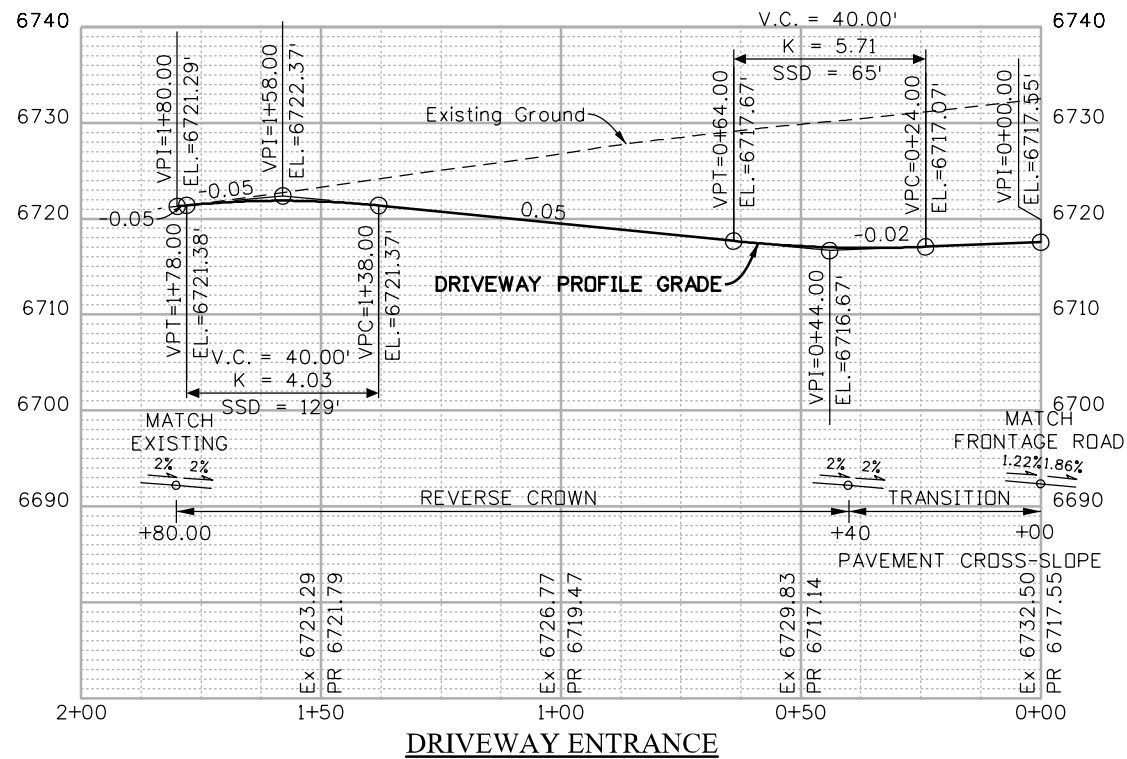 6740
6740
V.C. = 40.00'
K = 5.71
SSD = 65'
VPI=1+80.00
EL.=6721.29'
VPI=1+58.00
EL.=6722.37'
VPT=0+64.00
EL.=6717.67'
VPC=0+24.00
EL.=6717.07'
VPI=0+00.00
EL.=6717.55'
6730
6730
Existing Ground
-0.05
-0.05
6720
6720
0.05
-0.02
DRIVEWAY PROFILE GRADE
VPT=1+78.00
EL.=6721.38'
VPC=1+38.00
EL.=6721.37'
VPI=0+44.00
EL.=6716.67'
6710
6710
V.C. = 40.00'
K = 4.03
SSD = 129'
6700
6700
MATCH
EXISTING
MATCH
FRONTAGE ROAD
2% 2%
2% 2%
1.22% 1.86%
6690
6690
REVERSE CROWN
TRANSITION
+80.00
+40
+00
PAVEMENT CROSS-SLOPE
Ex 6723.29
PR 6721.79
Ex 6726.77
PR 6719.47
Ex 6729.83
PR 6717.14
Ex 6732.50
PR 6717.55
2+00
1+50
1+00
0+50
0+00
DRIVEWAY ENTRANCE